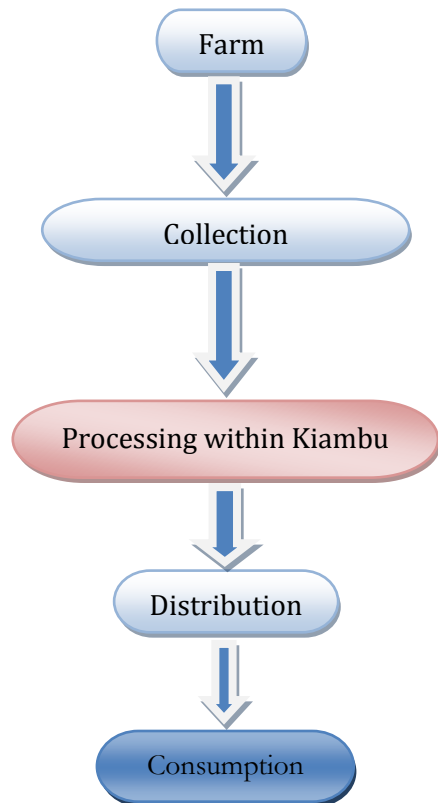 Farm
Collection
Processing within Kiambu
Distribution
Consumption